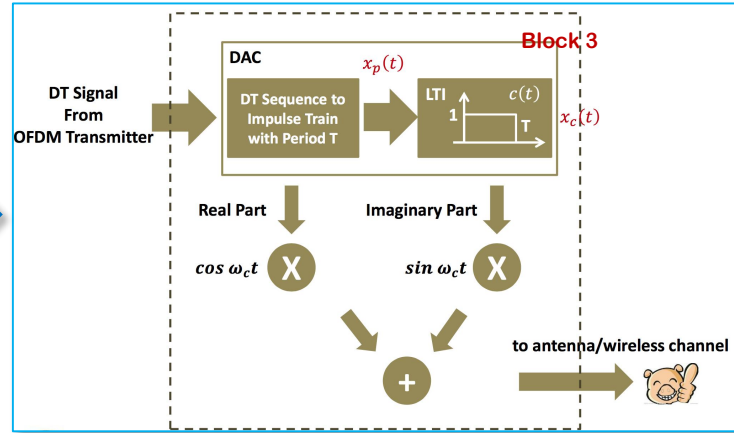 Block 3
DAC
x_p(t)
DT Signal
From
OFDM Transmitter
DT Sequence to
Impulse Train
with Period T
LTI
c(t)
1
T
x_c(t)
Real Part
Imaginary Part
cos ω_c t
X
sin ω_c t
X
to antenna/wireless channel
+